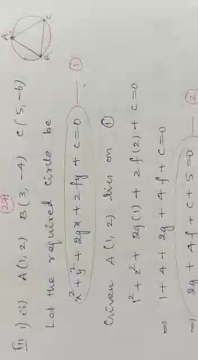 (27)
1) ii) A(1,2) B(3,-4) C(5,-6)
A
B
C
Let the required circle be
x²+y²+2gx+2fy+c=0 — (1)
Given A(1,2) lies on (1)
1²+2²+2g(1)+2f(2)+c=0
⇒ 1+4+2g+4f+c=0
⇒ 2g+4f+c+5=0 — (2)